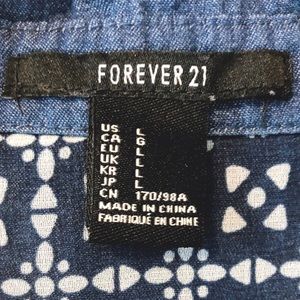 FOREVER 21
US L
CA G
EU L
UK L
KR L
JP L
CN 170/98A
MADE IN CHINA
FABRIQUÉ EN CHINE